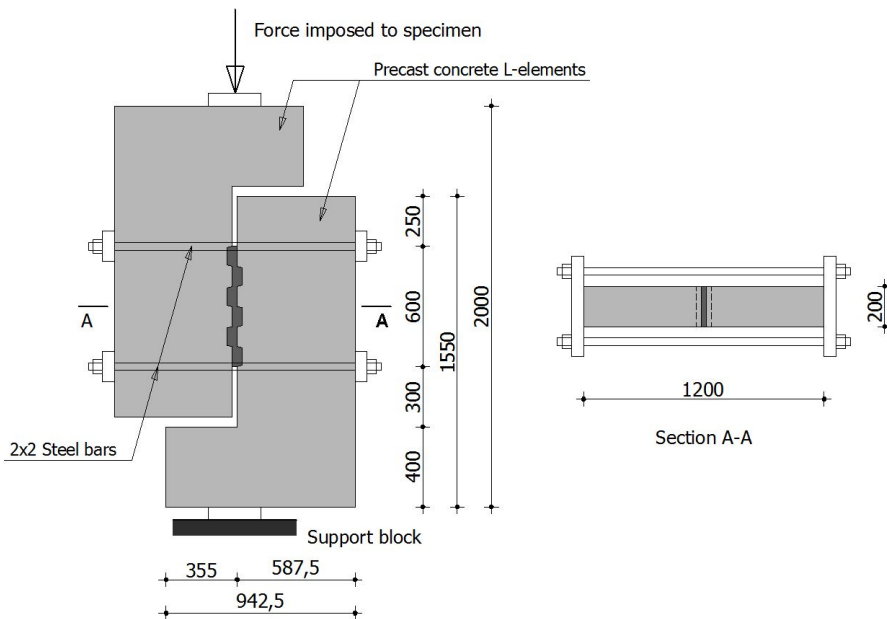 Force imposed to specimen
Precast concrete L-elements
250
600
300
400
1550
2000
A
A
2x2 Steel bars
Support block
355
587,5
942,5
200
1200
Section A-A